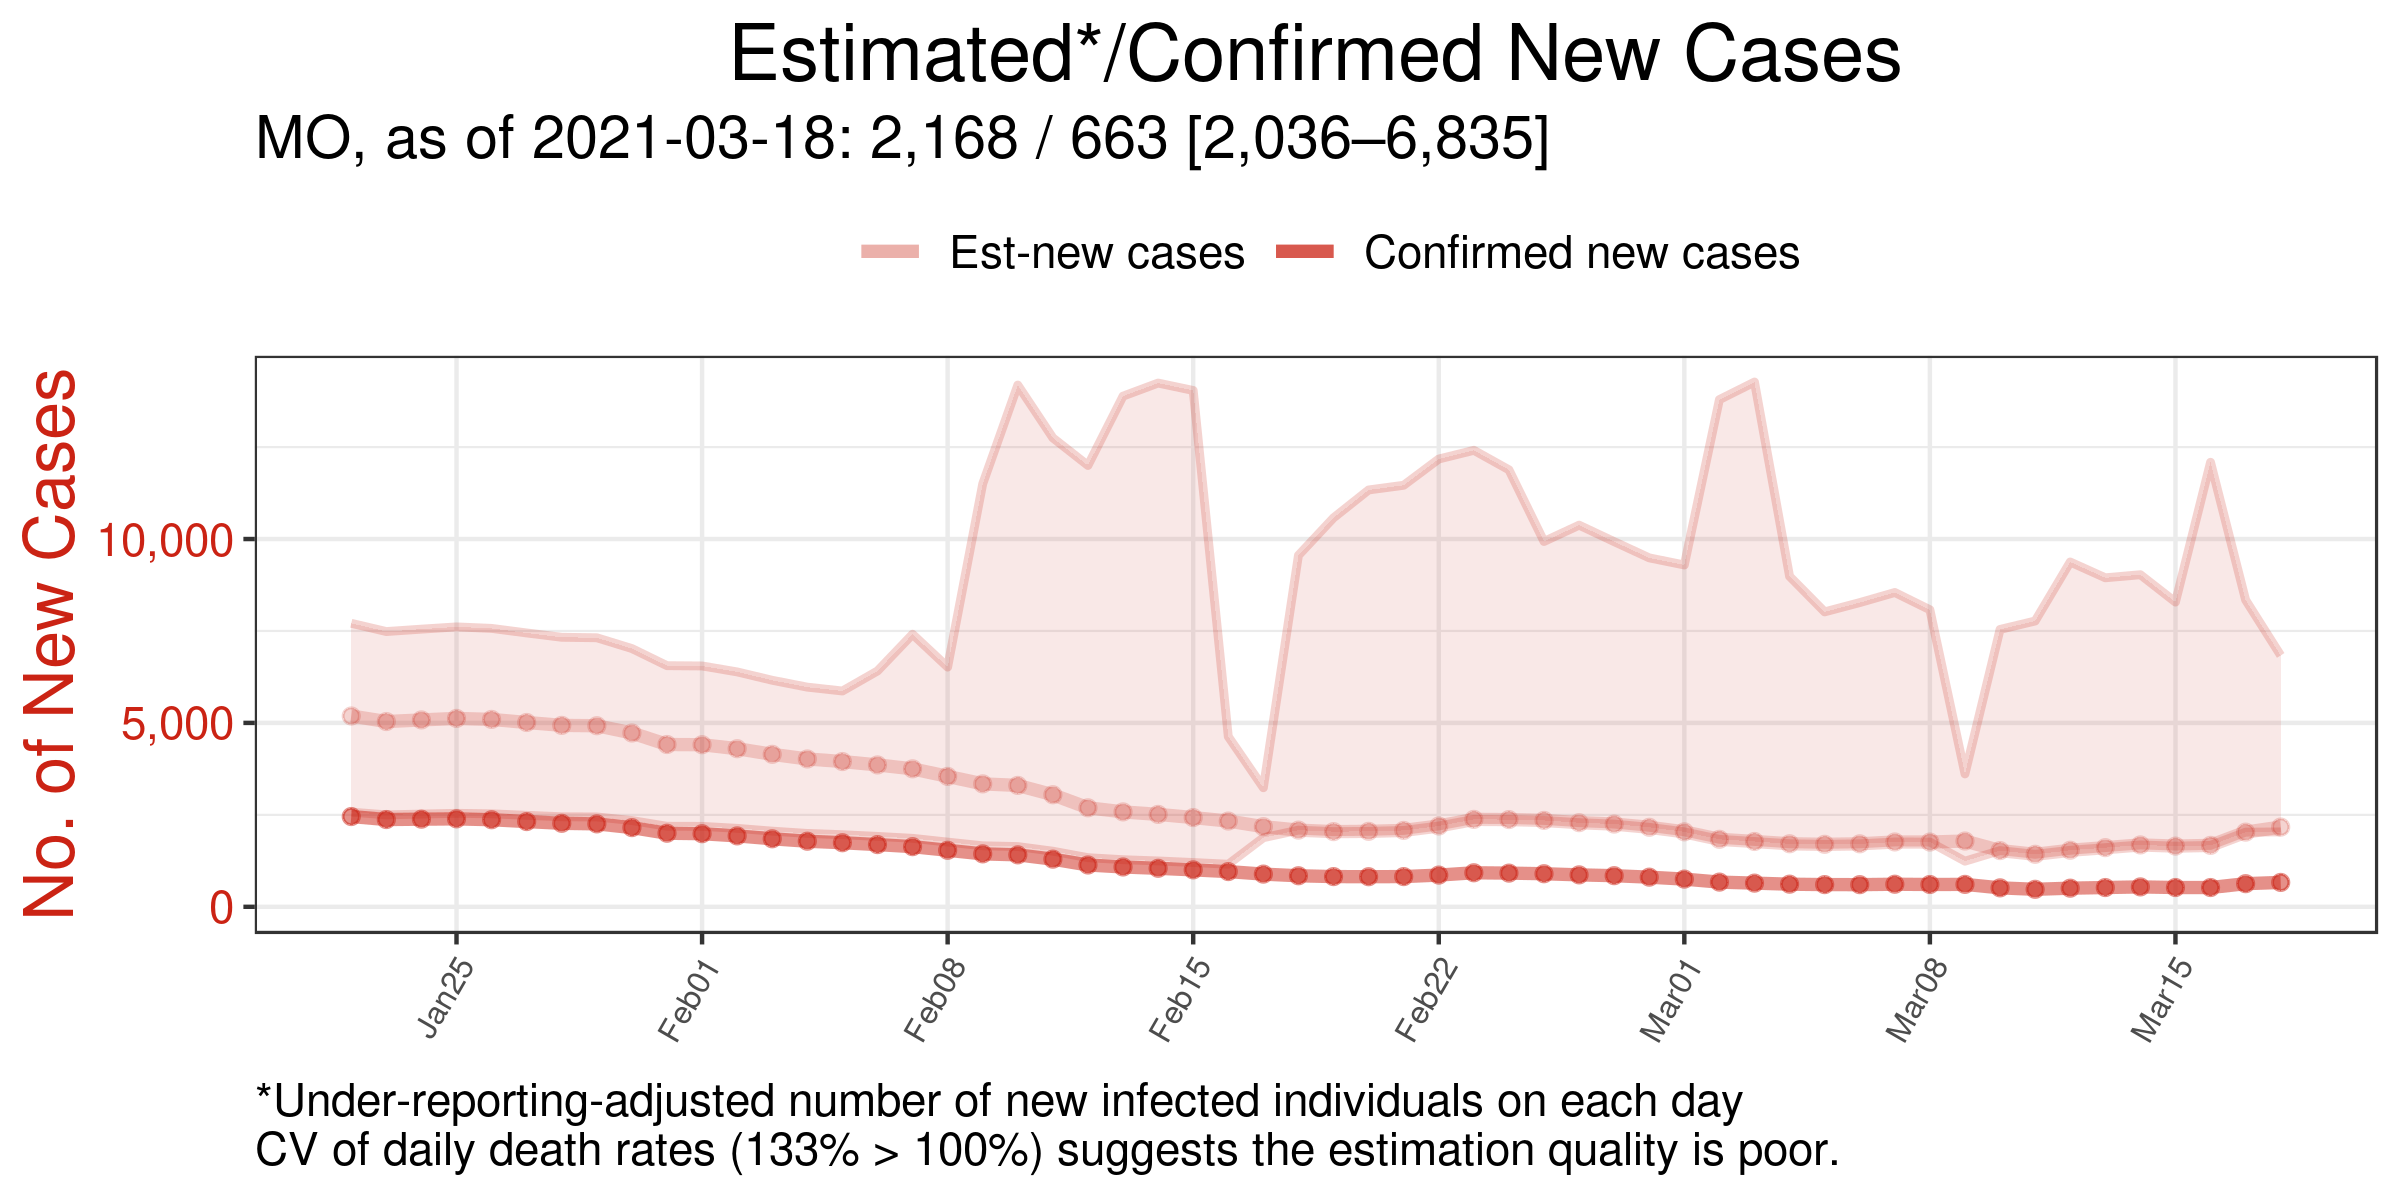 Estimated*/Confirmed New Cases
MO, as of 2021-03-18: 2,168 / 663 [2,036–6,835]
Est-new cases
Confirmed new cases
No. of New Cases
10,000
5,000
0
Jan25
Feb01
Feb08
Feb15
Feb22
Mar01
Mar08
Mar15
*Under-reporting-adjusted number of new infected individuals on each day
CV of daily death rates (133% > 100%) suggests the estimation quality is poor.